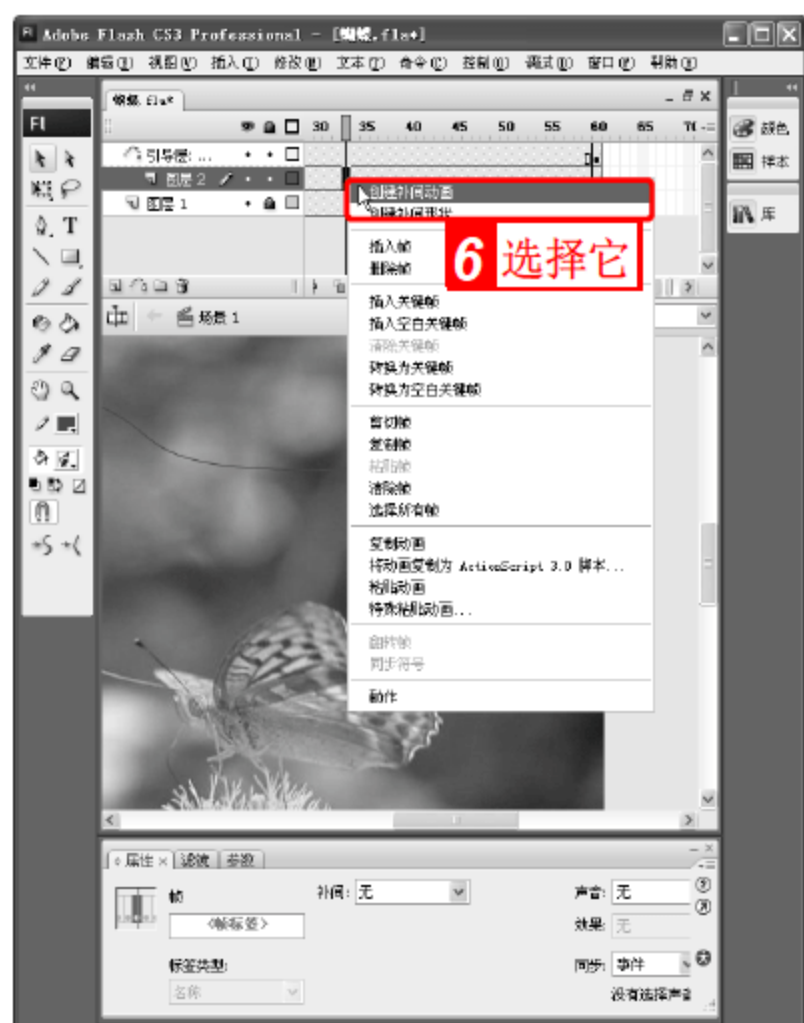 Adobe Flash CS3 Professional - [蝴蝶.fla*]
文件(F) 编辑(E) 视图(V) 插入(I) 修改(M) 文本(T) 命令(C) 控制(O) 调试(D) 窗口(W) 帮助(H)
蝴蝶.fla*
Fl
30 35 40 45 50 55 60 65 7
引导层: ...
图层 2
图层 1
颜色
样本
库
创建补间动画
创建补间形状
6 选择它
插入帧
删除帧
插入关键帧
插入空白关键帧
清除关键帧
转换为关键帧
转换为空白关键帧
剪切帧
复制帧
粘贴帧
清除帧
选择所有帧
复制动画
将动画复制为 ActionScript 3.0 脚本...
粘贴动画
特殊粘贴动画...
翻转帧
同步符号
动作
场景 1
T
属性 × 滤镜 参数
帧 补间: 无 声音: 无
<帧标签> 效果: 无
标签类型: 同步: 事件
名称 没有选择声音